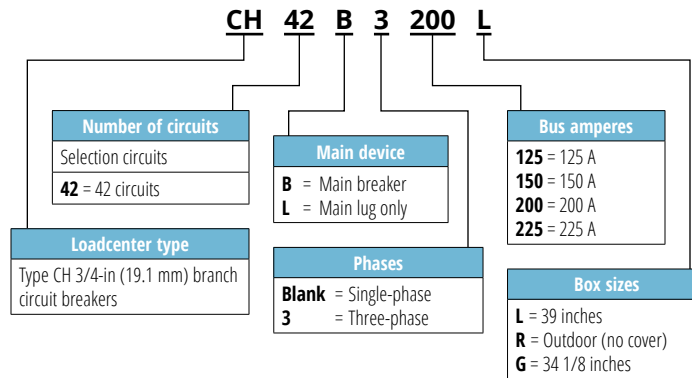 CH 42 B 3 200 L
Number of circuits
Selection circuits
42 = 42 circuits
Main device
B = Main breaker
L = Main lug only
Bus amperes
125 = 125 A
150 = 150 A
200 = 200 A
225 = 225 A
Loadcenter type
Type CH 3/4-in (19.1 mm) branch
circuit breakers
Phases
Blank = Single-phase
3 = Three-phase
Box sizes
L = 39 inches
R = Outdoor (no cover)
G = 34 1/8 inches